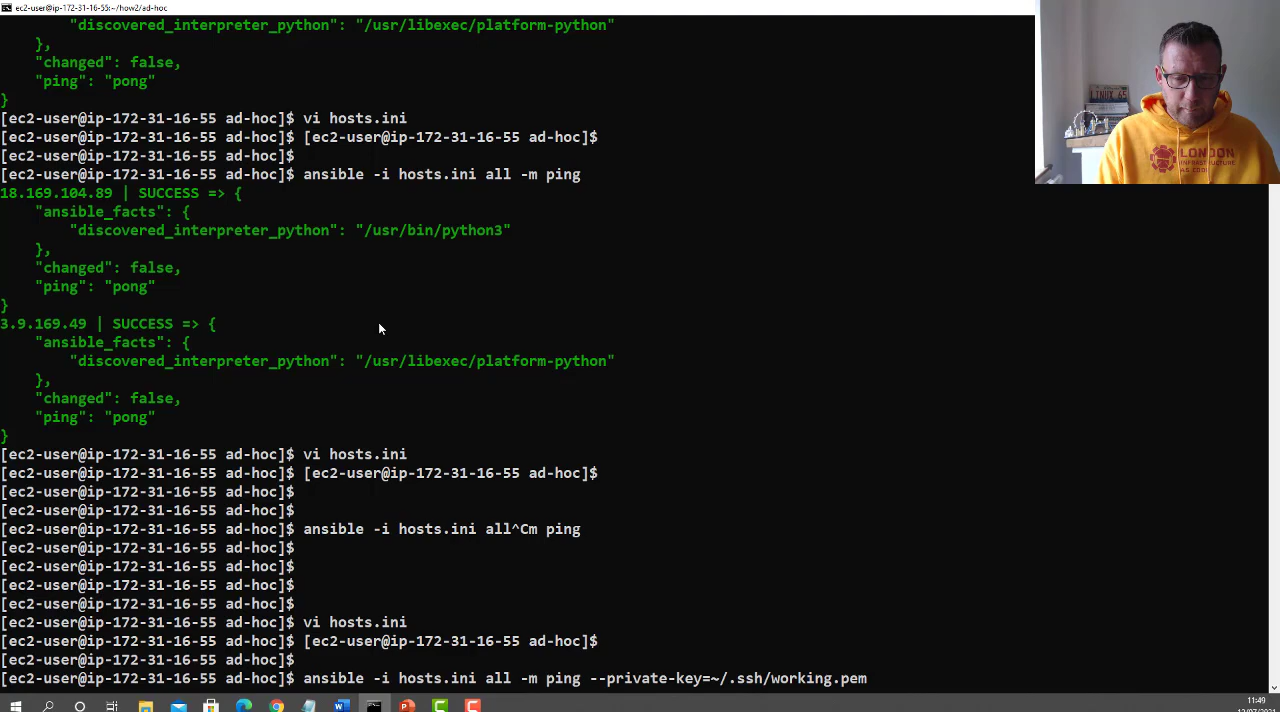 ec2-user@ip-172-31-16-55:~/how2/ad-hoc
"discovered_interpreter_python": "/usr/libexec/platform-python"
},
"changed": false,
"ping": "pong"
}
[ec2-user@ip-172-31-16-55 ad-hoc]$ vi hosts.ini
[ec2-user@ip-172-31-16-55 ad-hoc]$ [ec2-user@ip-172-31-16-55 ad-hoc]$
[ec2-user@ip-172-31-16-55 ad-hoc]$
[ec2-user@ip-172-31-16-55 ad-hoc]$ ansible -i hosts.ini all -m ping
18.169.104.89 | SUCCESS => {
"ansible_facts": {
"discovered_interpreter_python": "/usr/bin/python3"
},
"changed": false,
"ping": "pong"
}
3.9.169.49 | SUCCESS => {
"ansible_facts": {
"discovered_interpreter_python": "/usr/libexec/platform-python"
},
"changed": false,
"ping": "pong"
}
[ec2-user@ip-172-31-16-55 ad-hoc]$ vi hosts.ini
[ec2-user@ip-172-31-16-55 ad-hoc]$ [ec2-user@ip-172-31-16-55 ad-hoc]$
[ec2-user@ip-172-31-16-55 ad-hoc]$
[ec2-user@ip-172-31-16-55 ad-hoc]$
[ec2-user@ip-172-31-16-55 ad-hoc]$ ansible -i hosts.ini all^Cm ping
[ec2-user@ip-172-31-16-55 ad-hoc]$
[ec2-user@ip-172-31-16-55 ad-hoc]$
[ec2-user@ip-172-31-16-55 ad-hoc]$
[ec2-user@ip-172-31-16-55 ad-hoc]$
[ec2-user@ip-172-31-16-55 ad-hoc]$ vi hosts.ini
[ec2-user@ip-172-31-16-55 ad-hoc]$ [ec2-user@ip-172-31-16-55 ad-hoc]$
[ec2-user@ip-172-31-16-55 ad-hoc]$
[ec2-user@ip-172-31-16-55 ad-hoc]$ ansible -i hosts.ini all -m ping --private-key=~/.ssh/working.pem
LONDON
INFRASTRUCTURE
AS CODE
11:49